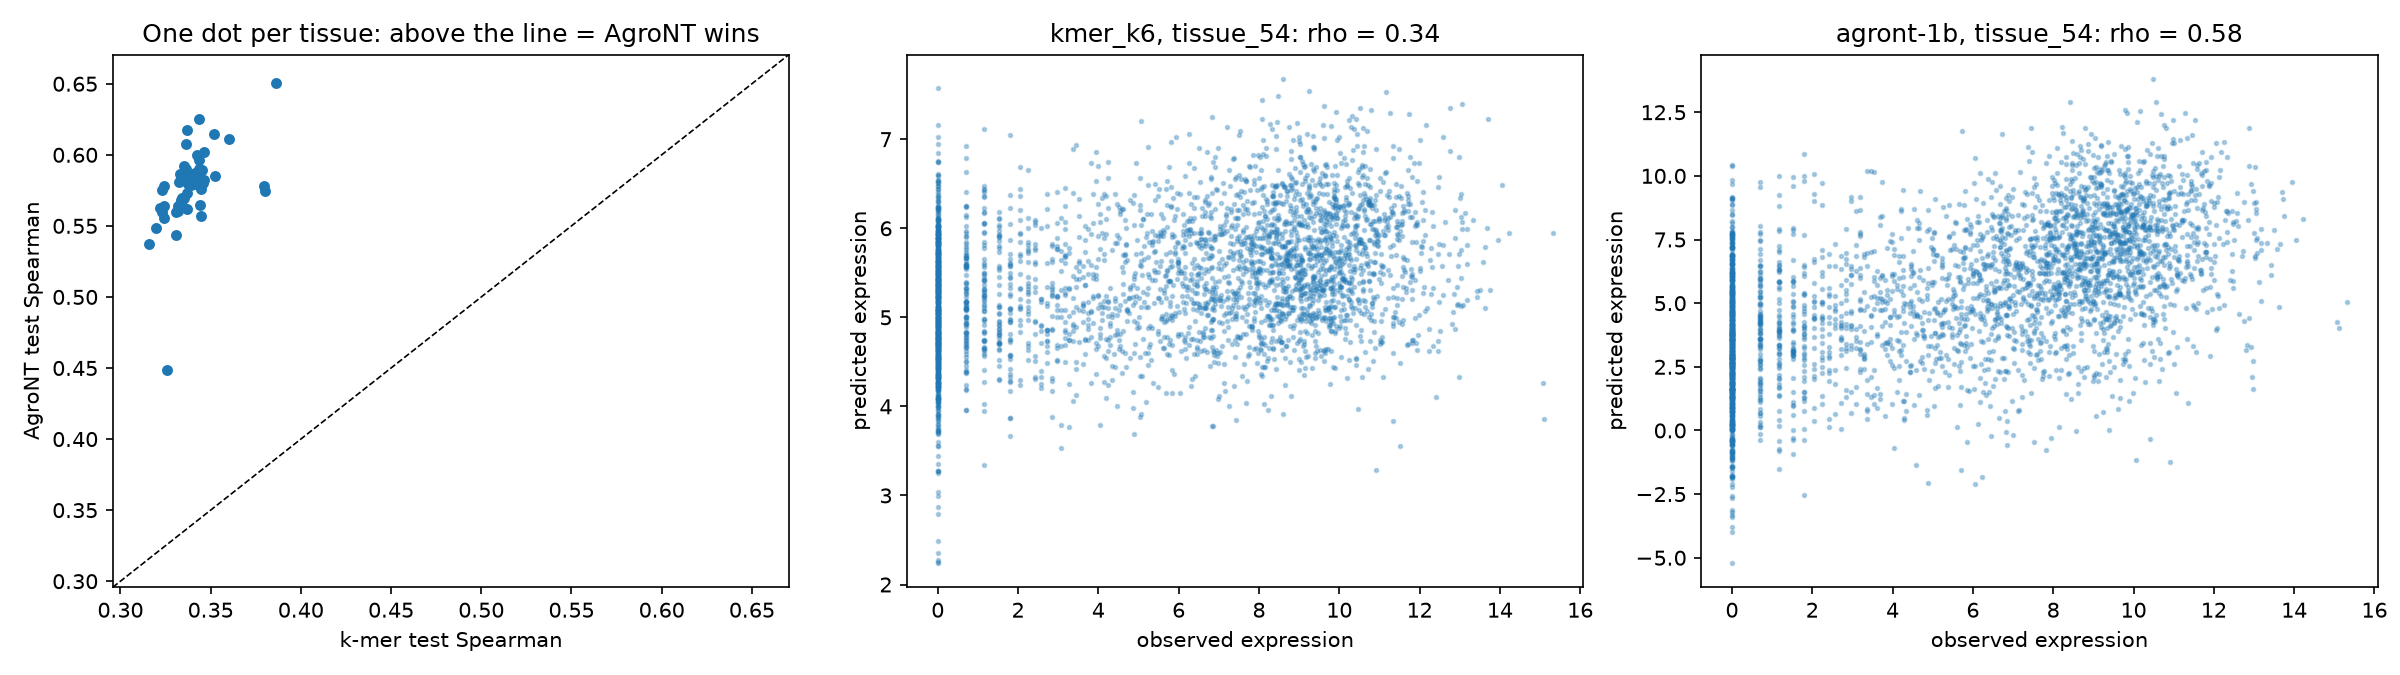 One dot per tissue: above the line = AgroNT wins
AgroNT test Spearman
0.65
0.60
0.55
0.50
0.45
0.40
0.35
0.30
0.30 0.35 0.40 0.45 0.50 0.55 0.60 0.65
k-mer test Spearman
kmer_k6, tissue_54: rho = 0.34
predicted expression
7
6
5
4
3
2
0 2 4 6 8 10 12 14 16
observed expression
agront-1b, tissue_54: rho = 0.58
predicted expression
12.5
10.0
7.5
5.0
2.5
0.0
−2.5
−5.0
0 2 4 6 8 10 12 14 16
observed expression